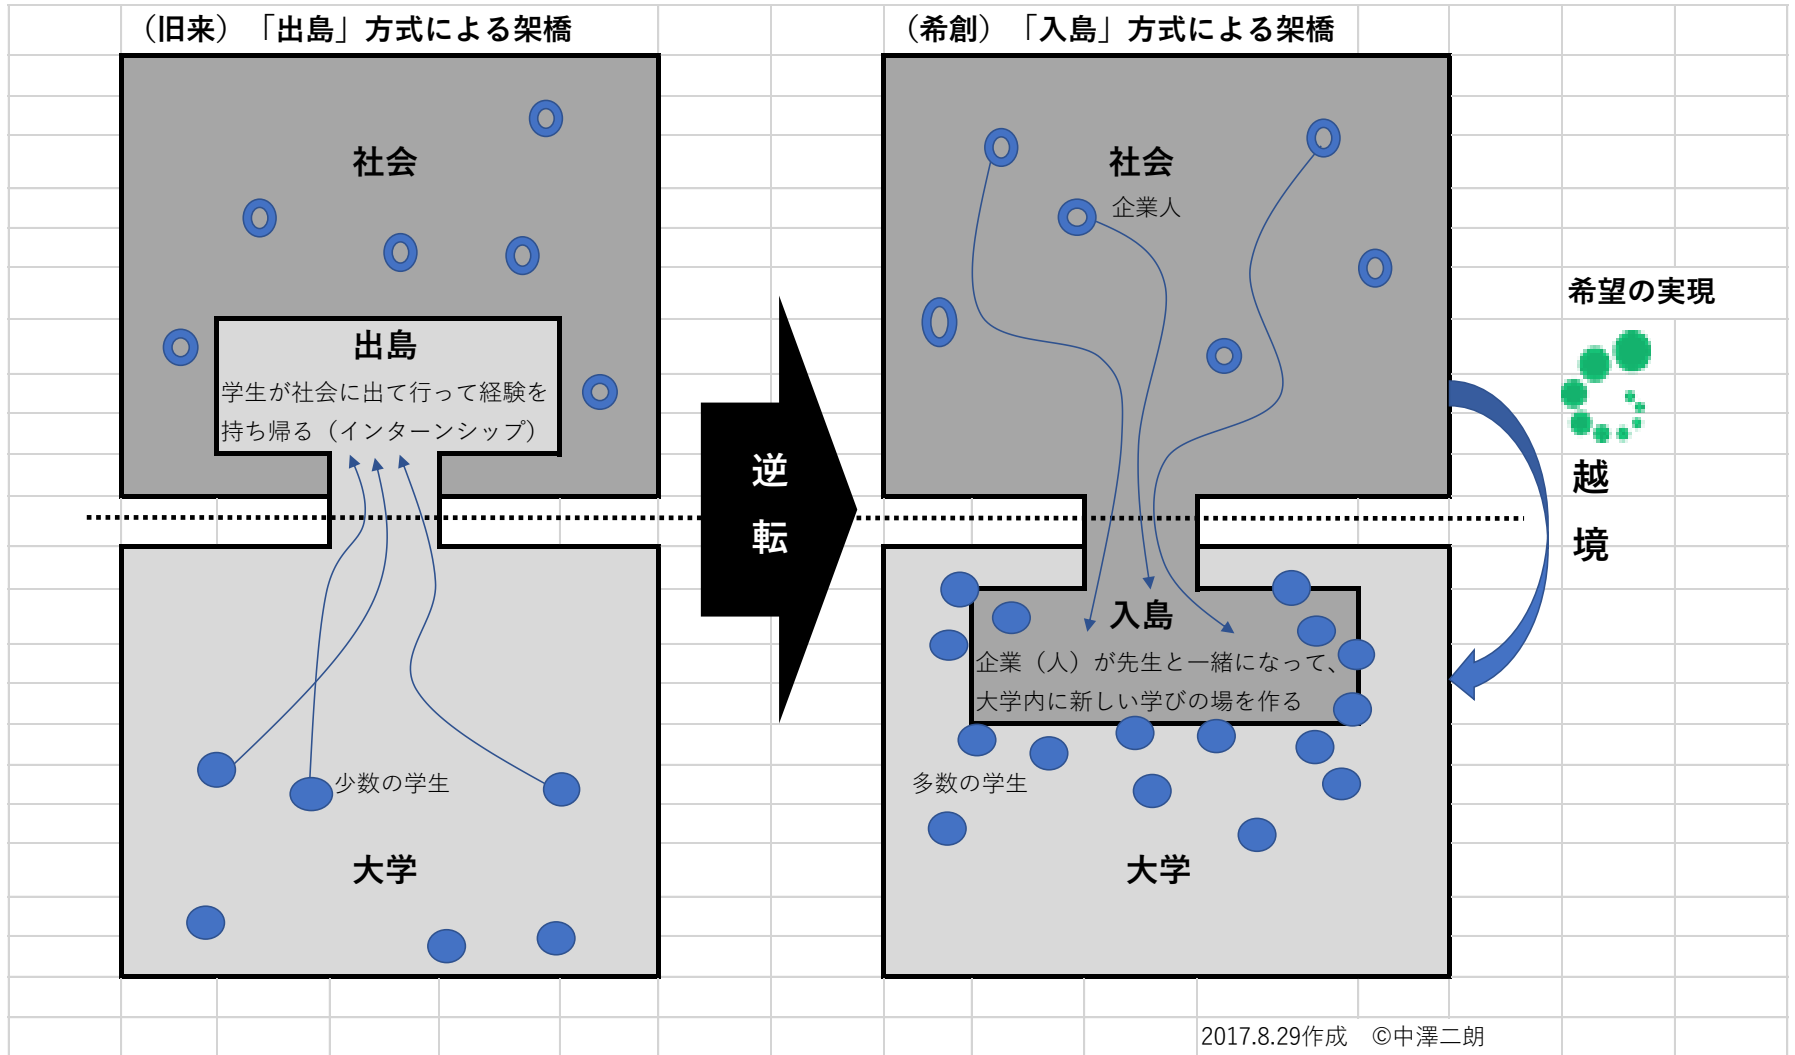 （旧来）「出島」方式による架橋
社会
出島
学生が社会に出て行って経験を
持ち帰る（インターンシップ）
少数の学生
大学
逆
転
（希創）「入島」方式による架橋
社会
企業人
入島
企業（人）が先生と一緒になって、
大学内に新しい学びの場を作る
多数の学生
大学
希望の実現
越
境
2017.8.29作成　©中澤二朗